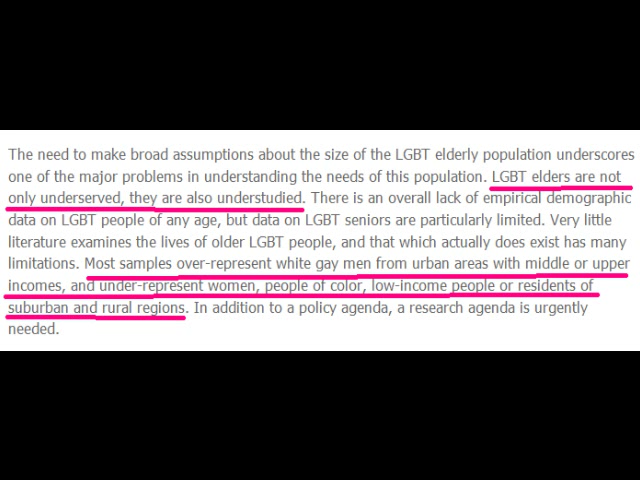 The need to make broad assumptions about the size of the LGBT elderly population underscores
one of the major problems in understanding the needs of this population. LGBT elders are not
only underserved, they are also understudied. There is an overall lack of empirical demographic
data on LGBT people of any age, but data on LGBT seniors are particularly limited. Very little
literature examines the lives of older LGBT people, and that which actually does exist has many
limitations. Most samples over-represent white gay men from urban areas with middle or upper
incomes, and under-represent women, people of color, low-income people or residents of
suburban and rural regions. In addition to a policy agenda, a research agenda is urgently
needed.